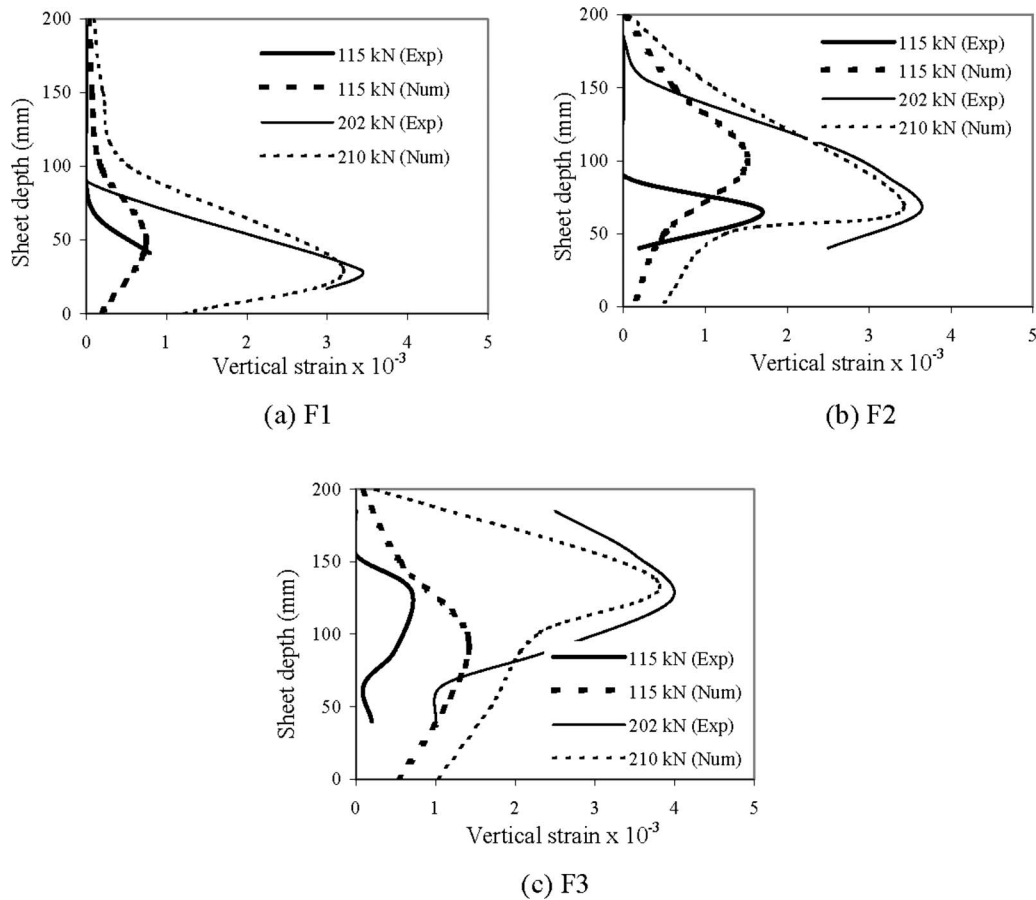 200
150
100
50
0
Sheet depth (mm)
115 kN (Exp)
115 kN (Num)
202 kN (Exp)
210 kN (Num)
0 1 2 3 4 5
Vertical strain x 10-3
(a) F1
200
150
100
50
0
Sheet depth (mm)
115 kN (Exp)
115 kN (Num)
202 kN (Exp)
210 kN (Num)
0 1 2 3 4 5
Vertical strain x 10-3
(b) F2
200
150
100
50
0
Sheet depth (mm)
115 kN (Exp)
115 kN (Num)
202 kN (Exp)
210 kN (Num)
0 1 2 3 4 5
Vertical strain x 10-3
(c) F3